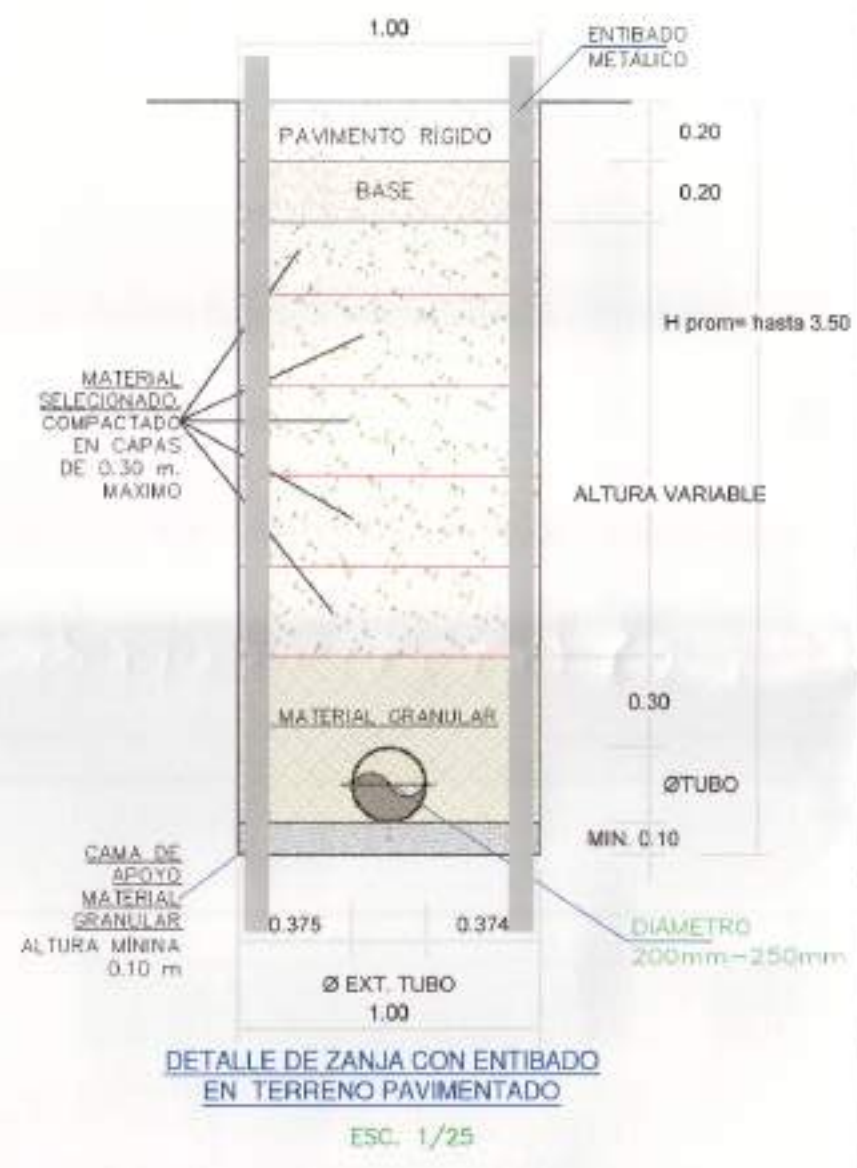 1.00
ENTIBADO
METÁLICO
PAVIMENTO RÍGIDO
0.20
BASE
0.20
H prom= hasta 3.50
MATERIAL
SELECIONADO,
COMPACTADO
EN CAPAS
DE 0.30 m.
MAXIMO
ALTURA VARIABLE
0.30
MATERIAL GRANULAR
ØTUBO
MIN. 0.10
CAMA DE
APOYO
MATERIAL
GRANULAR
ALTURA MÍNINA
0.10 m
0.375
0.374
DIAMETRO
200mm-250mm
Ø EXT. TUBO
1.00
DETALLE DE ZANJA CON ENTIBADO
EN TERRENO PAVIMENTADO
ESC. 1/25